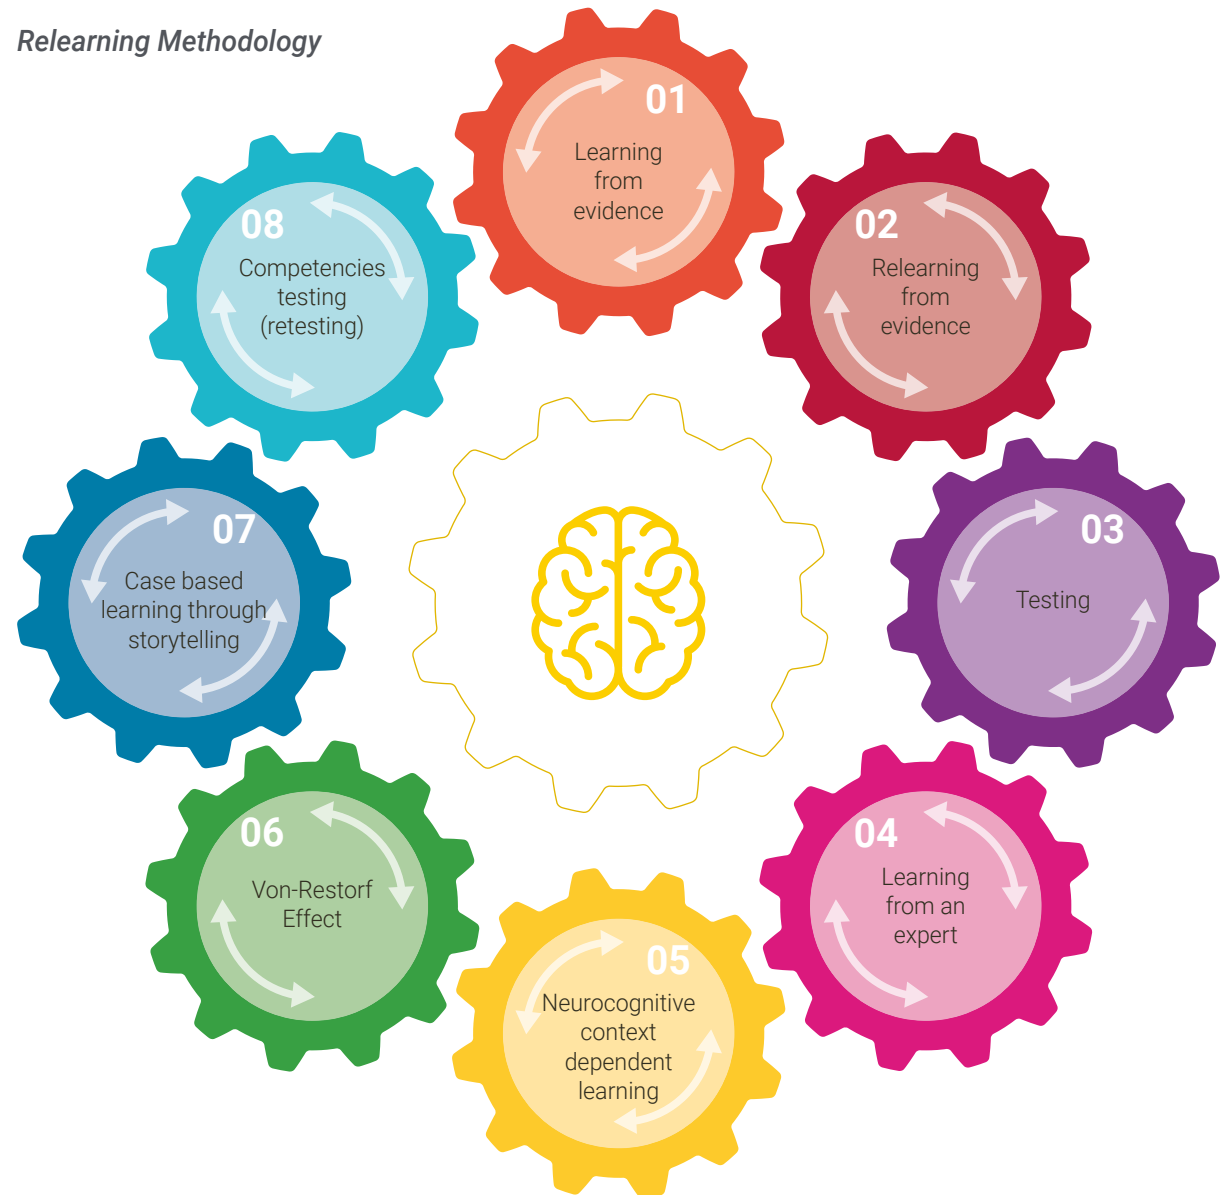 Relearning Methodology
01
Learning
from
evidence
02
Relearning
from
evidence
03
Testing
04
Learning
from an
expert
05
Neurocognitive
context
dependent
learning
06
Von-Restorf
Effect
07
Case based
learning through
storytelling
08
Competencies
testing
(retesting)